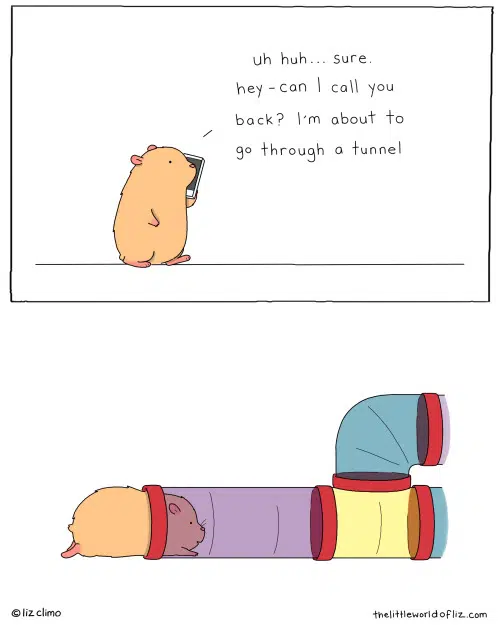 uh huh... sure.
hey-can I call you
back? I'm about to
go through a tunnel
©liz climo
thelittleworldofliz.com